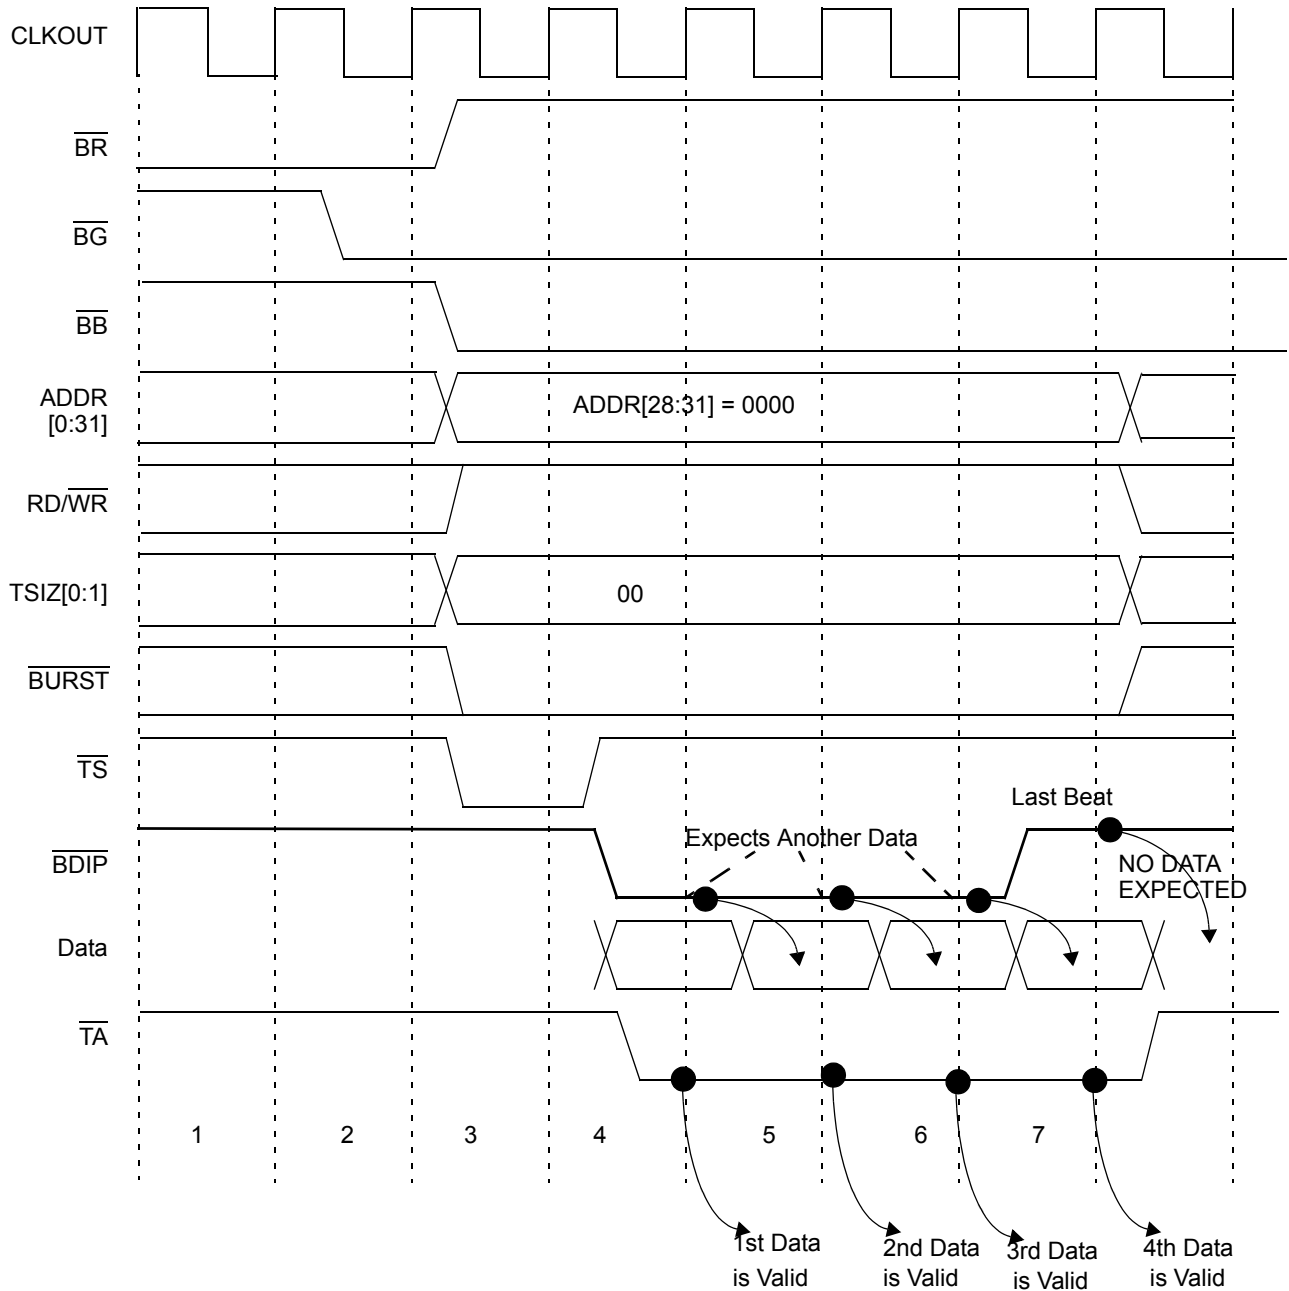 CLKOUT
BR
BG
BB
ADDR
[0:31]
ADDR[28:31] = 0000
RD/WR
TSIZ[0:1]
00
BURST
TS
Last Beat
Expects Another Data
BDIP
NO DATA
EXPECTED
Data
TA
1 2 3 4 5 6 7
1st Data
is Valid
2nd Data
is Valid
3rd Data
is Valid
4th Data
is Valid